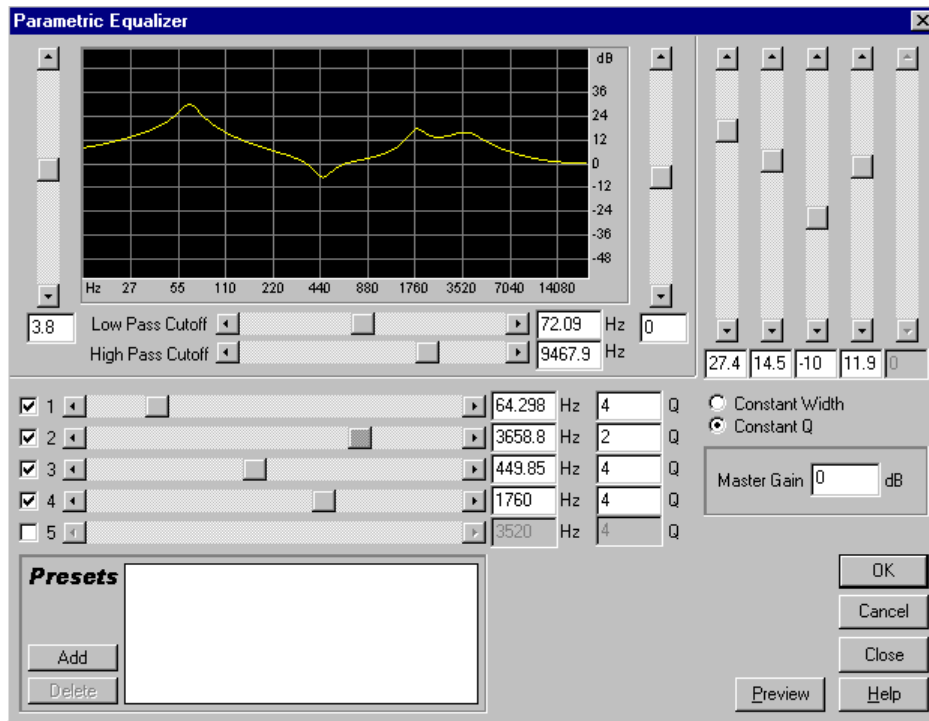 Parametric Equalizer
dB
36
24
12
0
-12
-24
-36
-48
Hz 27 55 110 220 440 880 1760 3520 7040 14080
3.8 Low Pass Cutoff 72.09 Hz 0
High Pass Cutoff 9467.9 Hz
27.4 14.5 -10 11.9 0
1 64.298 Hz 4 Q
2 3658.8 Hz 2 Q
3 449.85 Hz 4 Q
4 1760 Hz 4 Q
5 3520 Hz 4 Q
Constant Width
Constant Q
Master Gain 0 dB
Presets
Add
Delete
OK
Cancel
Close
Preview Help